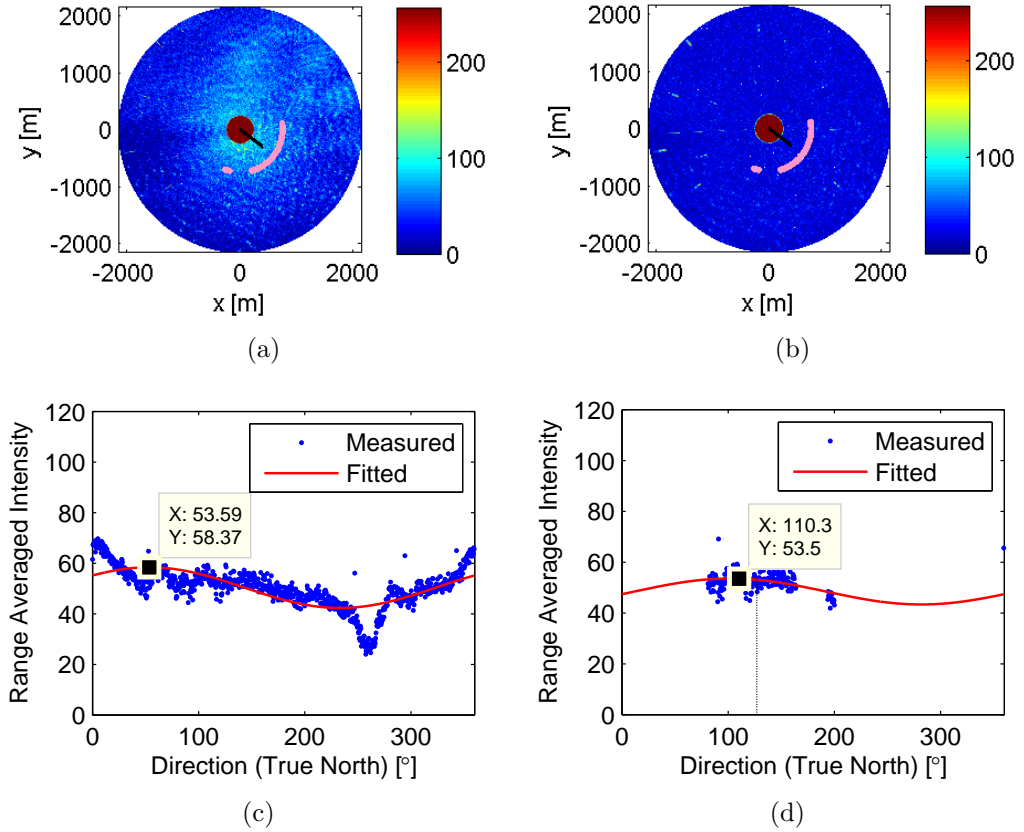 2000
1000
0
-1000
-2000
y [m]
-2000
0
2000
x [m]
200
100
0
(a)
2000
1000
0
-1000
-2000
y [m]
-2000
0
2000
x [m]
200
100
0
(b)
120
100
80
60
40
20
0
Range Averaged Intensity
Measured
Fitted
X: 53.59
Y: 58.37
0
100
200
300
Direction (True North) [°]
(c)
120
100
80
60
40
20
0
Range Averaged Intensity
Measured
Fitted
X: 110.3
Y: 53.5
0
100
200
300
Direction (True North) [°]
(d)